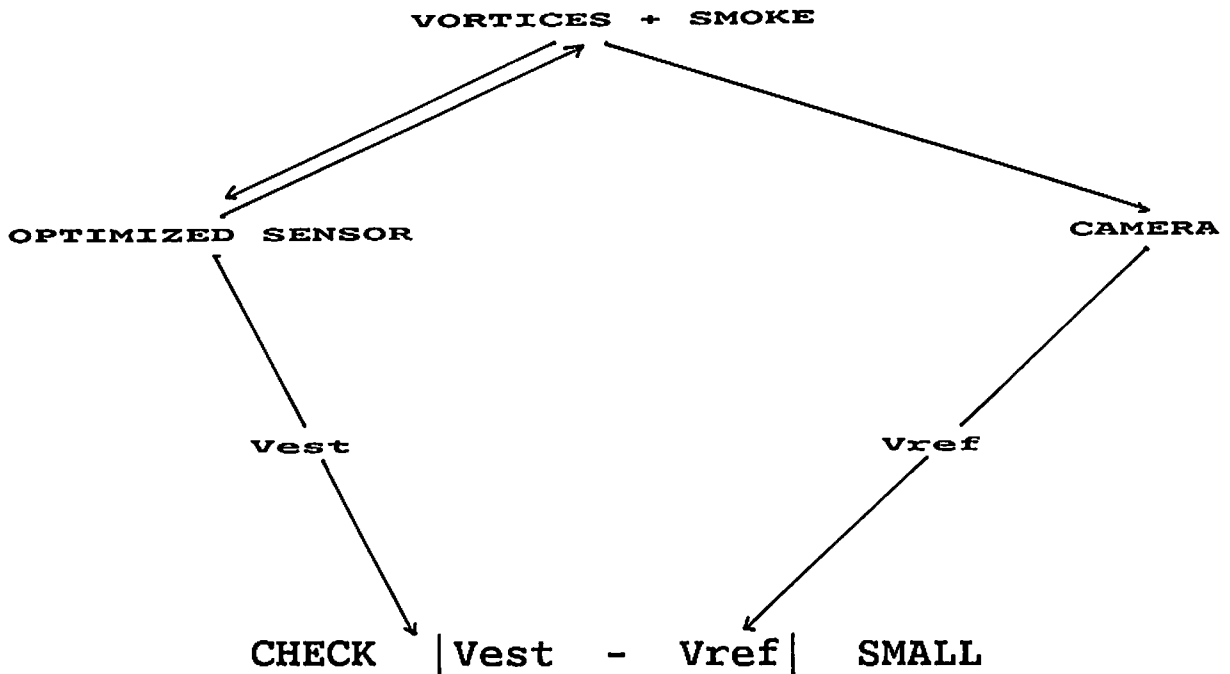 VORTICES + SMOKE
OPTIMIZED SENSOR
CAMERA
Vest
Vref
CHECK |Vest - Vref| SMALL